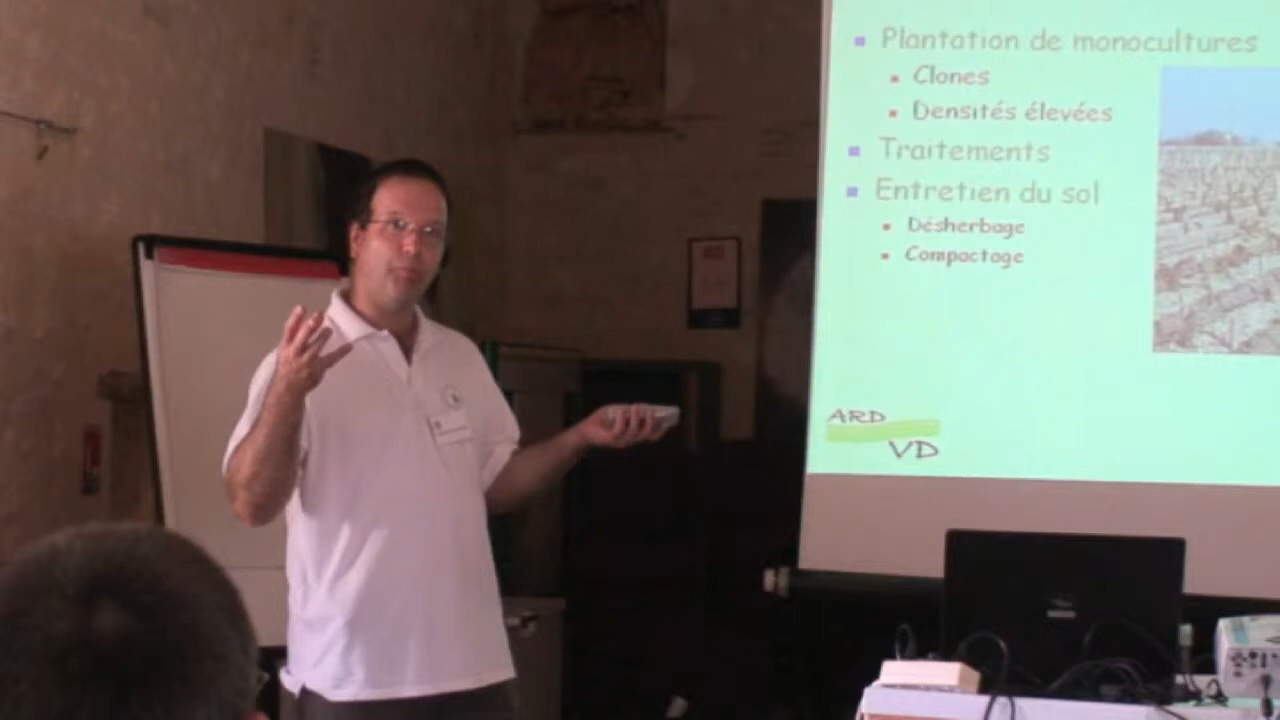 Plantation de monocultures
Clones
Densités élevées
Traitements
Entretien du sol
Désherbage
Compactage
ARD
VD